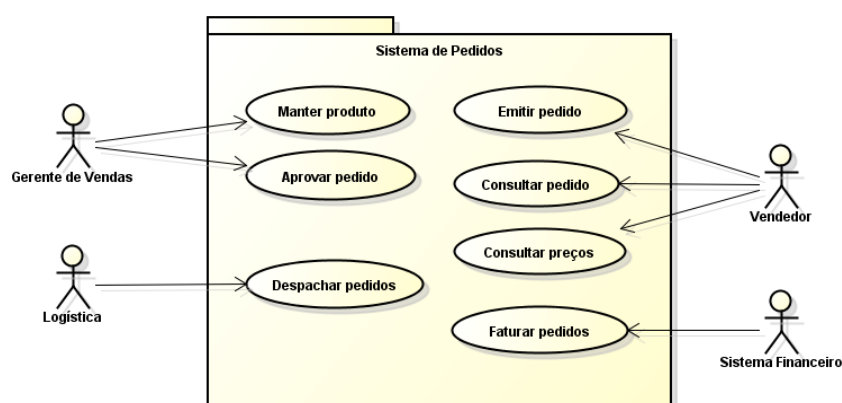 Sistema de Pedidos
Manter produto
Emitir pedido
Gerente de Vendas
Aprovar pedido
Consultar pedido
Vendedor
Consultar preços
Logística
Despachar pedidos
Faturar pedidos
Sistema Financeiro